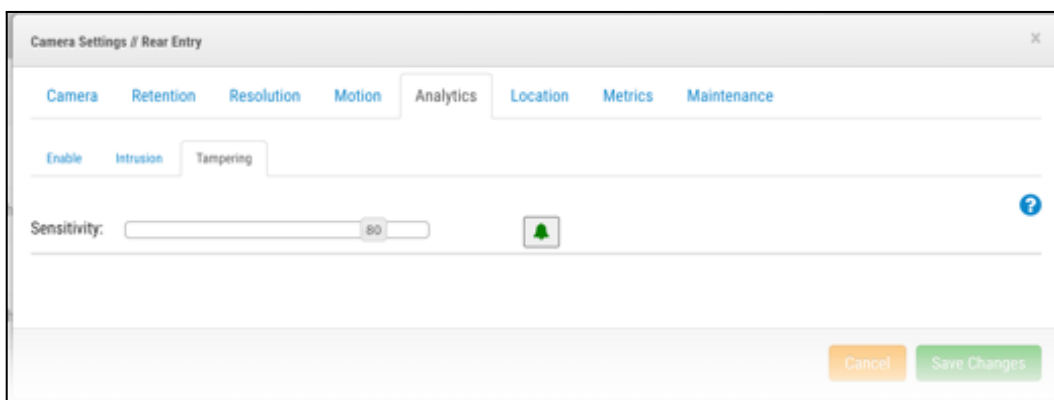 Camera Settings // Rear Entry ×
Camera Retention Resolution Motion Analytics Location Metrics Maintenance
Enable Intrusion Tampering
?
Sensitivity: 80
Cancel Save Changes